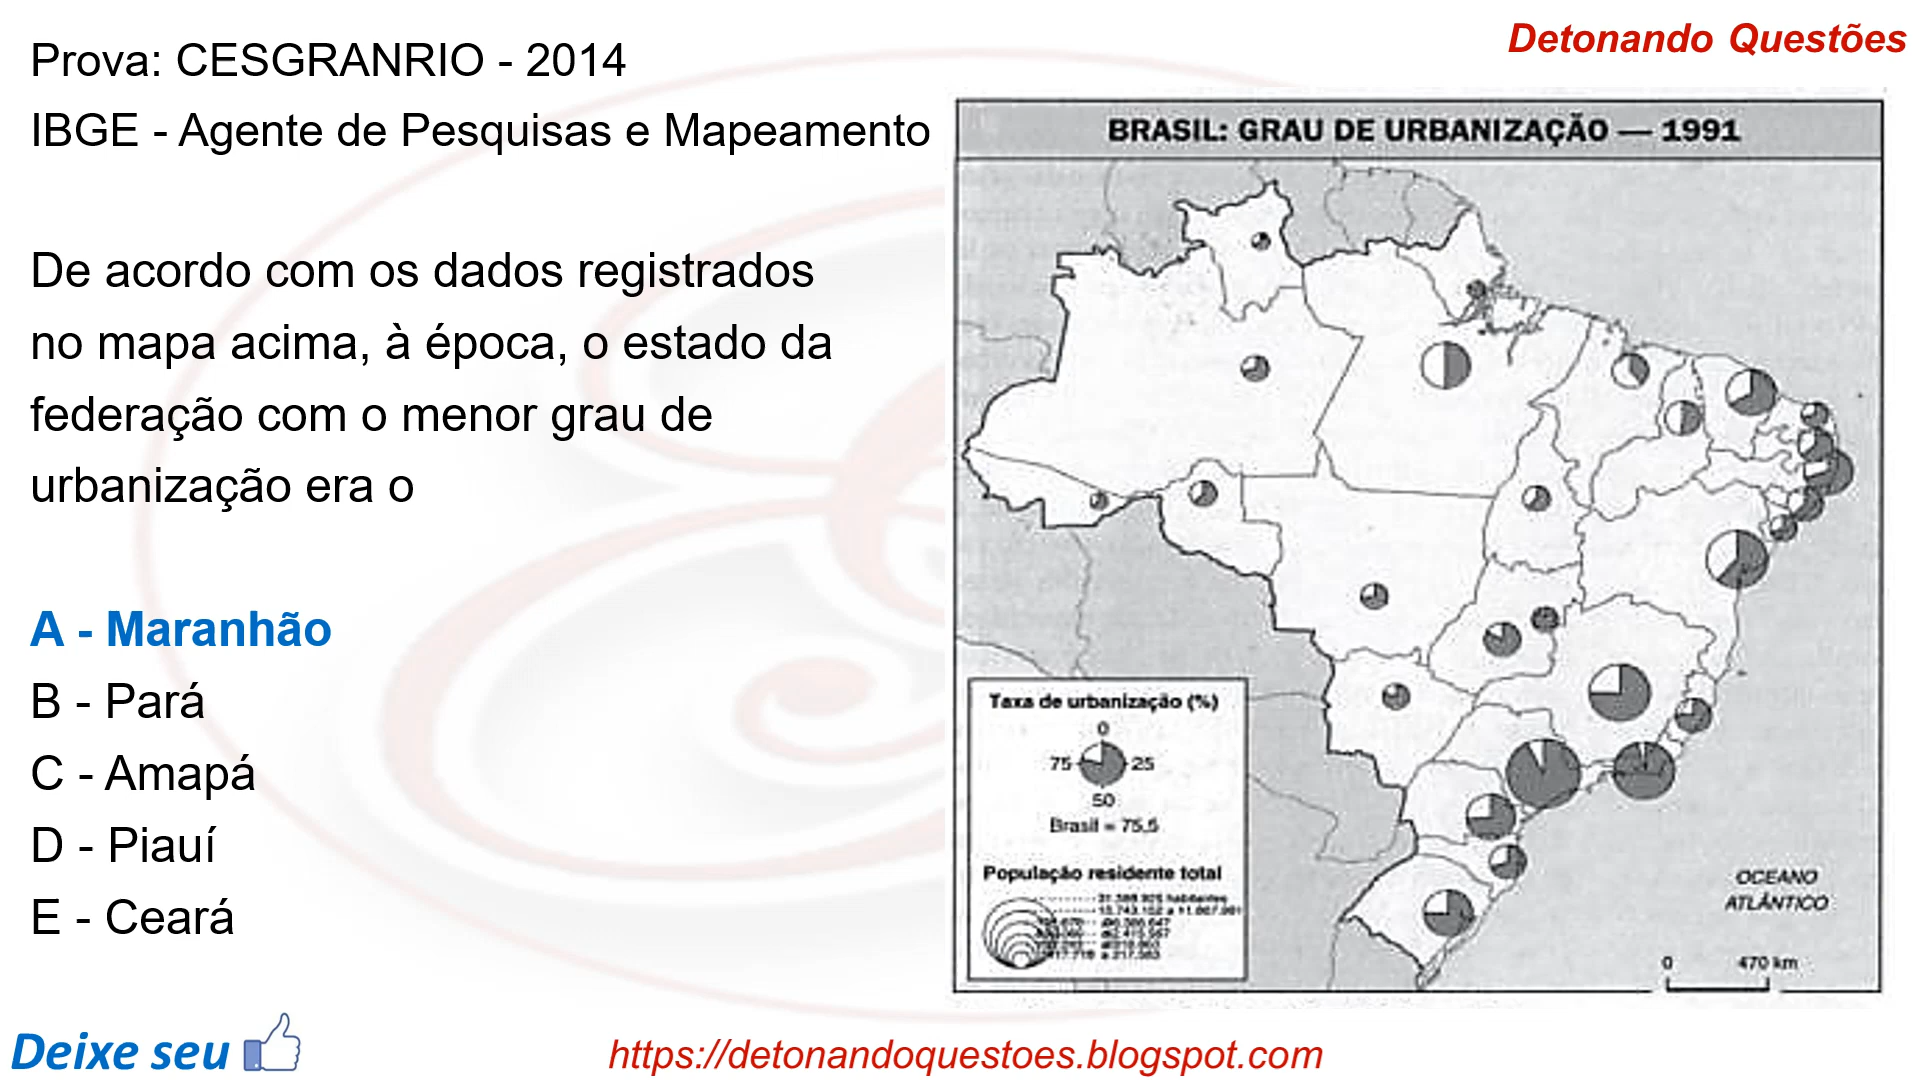 Prova: CESGRANRIO - 2014
IBGE - Agente de Pesquisas e Mapeamento
De acordo com os dados registrados
no mapa acima, à época, o estado da
federação com o menor grau de
urbanização era o
A - Maranhão
B - Pará
C - Amapá
D - Piauí
E - Ceará
Deixe seu
https://detonandoquestoes.blogspot.com
Detonando Questões
BRASIL: GRAU DE URBANIZAÇÃO — 1991
Taxa de urbanização (%)
0
75
25
50
Brasil = 75,5
População residente total
habitantes
OCEANO
ATLÂNTICO
0
470 km